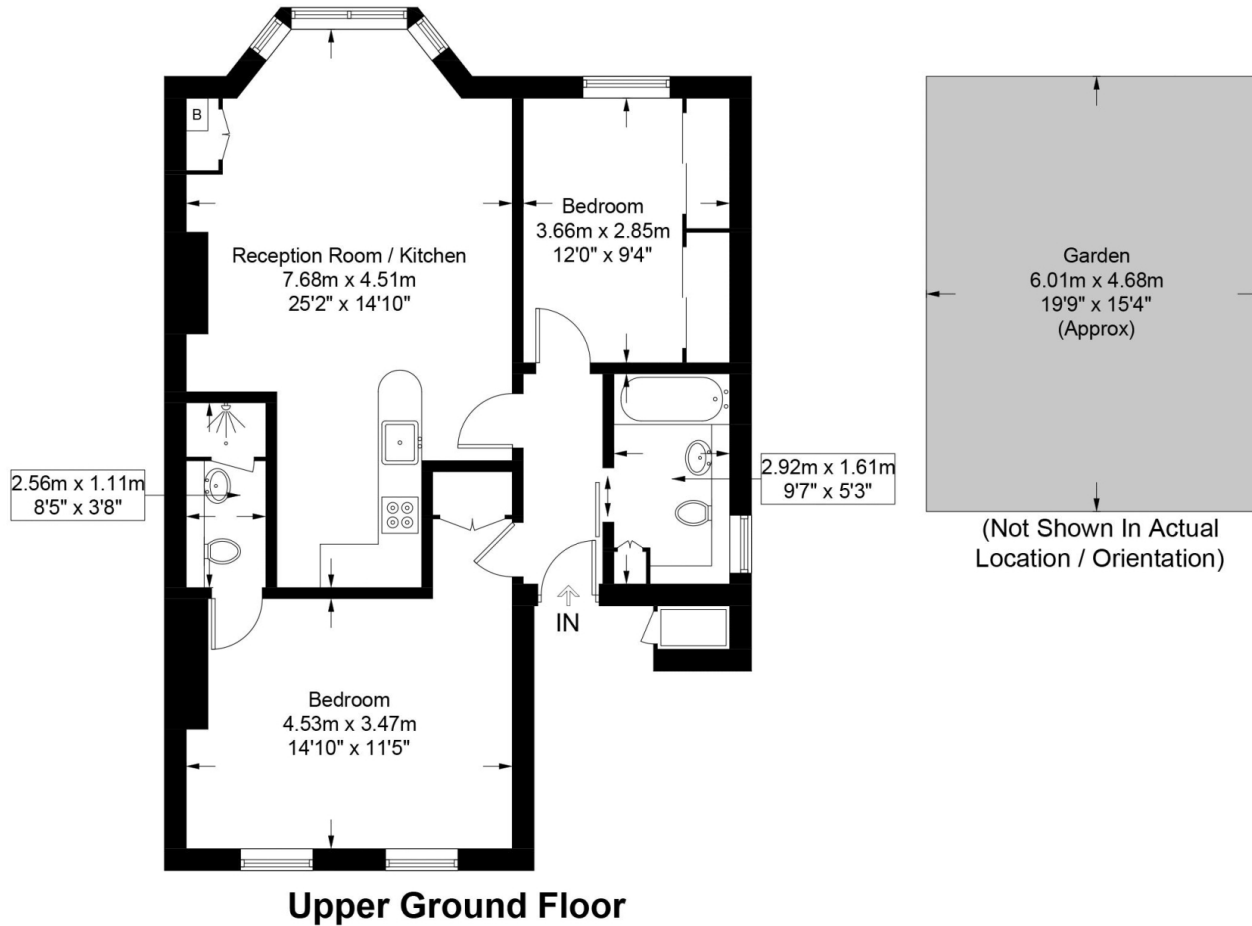 B
Reception Room / Kitchen
7.68m x 4.51m
25'2" x 14'10"
Bedroom
3.66m x 2.85m
12'0" x 9'4"
Garden
6.01m x 4.68m
19'9" x 15'4"
(Approx)
(Not Shown In Actual
Location / Orientation)
2.56m x 1.11m
8'5" x 3'8"
2.92m x 1.61m
9'7" x 5'3"
IN
Bedroom
4.53m x 3.47m
14'10" x 11'5"
Upper Ground Floor